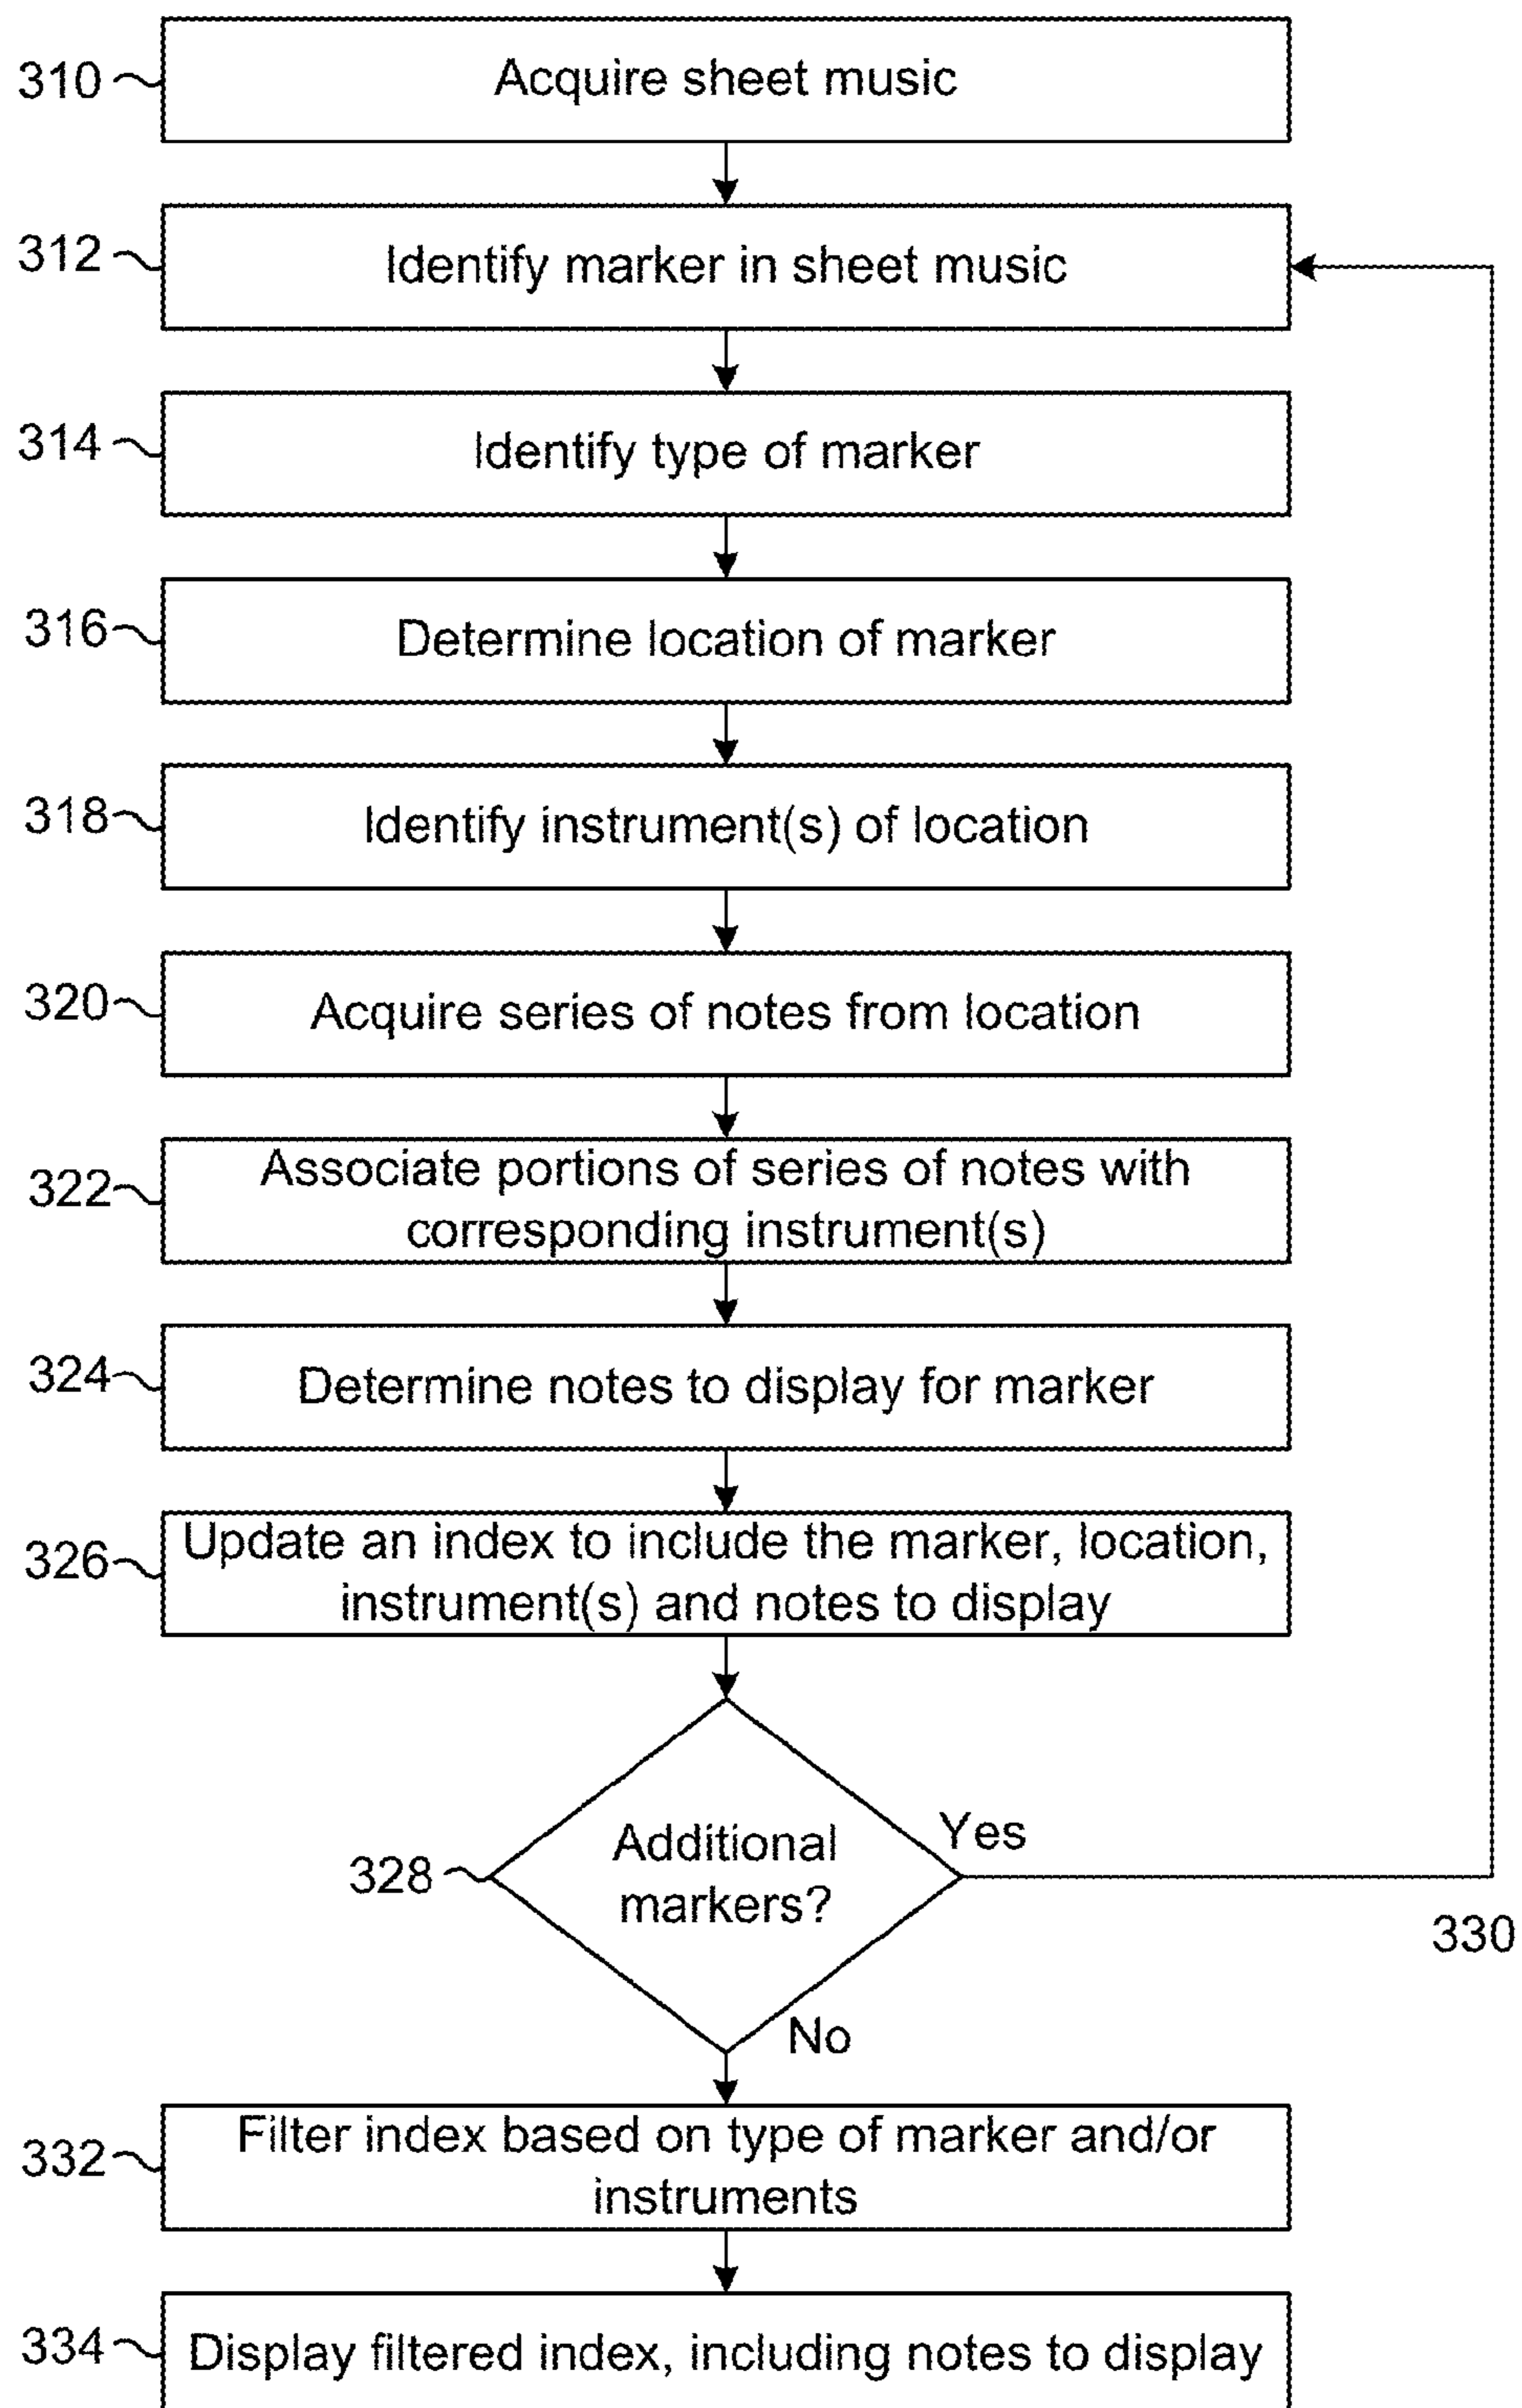 310 Acquire sheet music
312 Identify marker in sheet music
314 Identify type of marker
316 Determine location of marker
318 Identify instrument(s) of location
320 Acquire series of notes from location
322 Associate portions of series of notes with
corresponding instrument(s)
324 Determine notes to display for marker
326 Update an index to include the marker, location,
instrument(s) and notes to display
328 Additional
markers?
Yes
330
No
332 Filter index based on type of marker and/or
instruments
334 Display filtered index, including notes to display